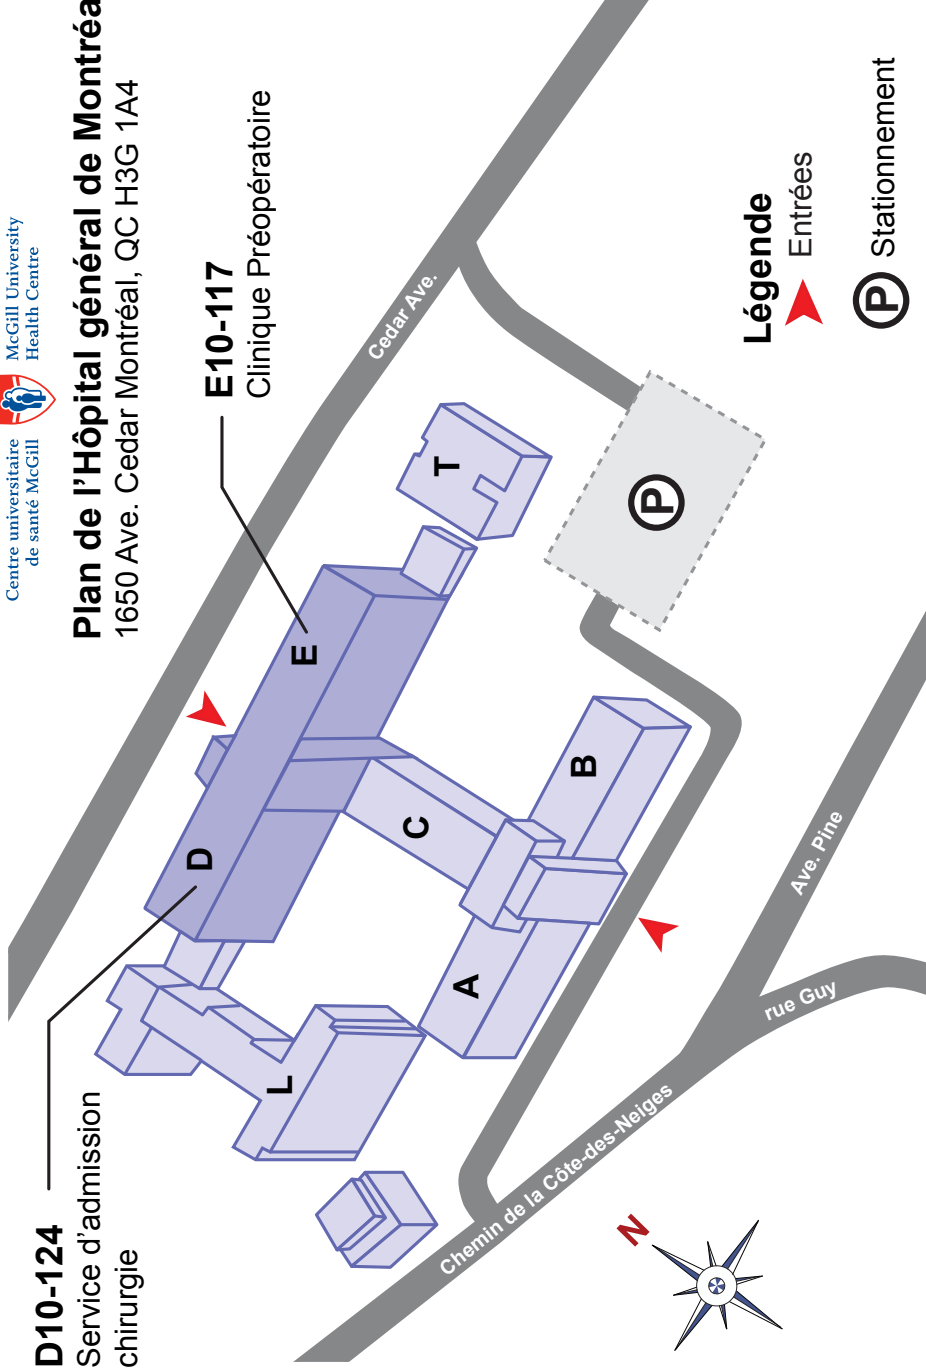 Centre universitaire
de santé McGill
McGill University
Health Centre
Plan de l'Hôpital général de Montréa
1650 Ave. Cedar Montréal, QC H3G 1A4
D10-124
Service d'admission
chirurgie
E10-117
Clinique Préopératoire
Cedar Ave.
D
E
T
L
C
A
B
P
Chemin de la Côte-des-Neiges
rue Guy
Ave. Pine
N
Légende
Entrées
P Stationnement